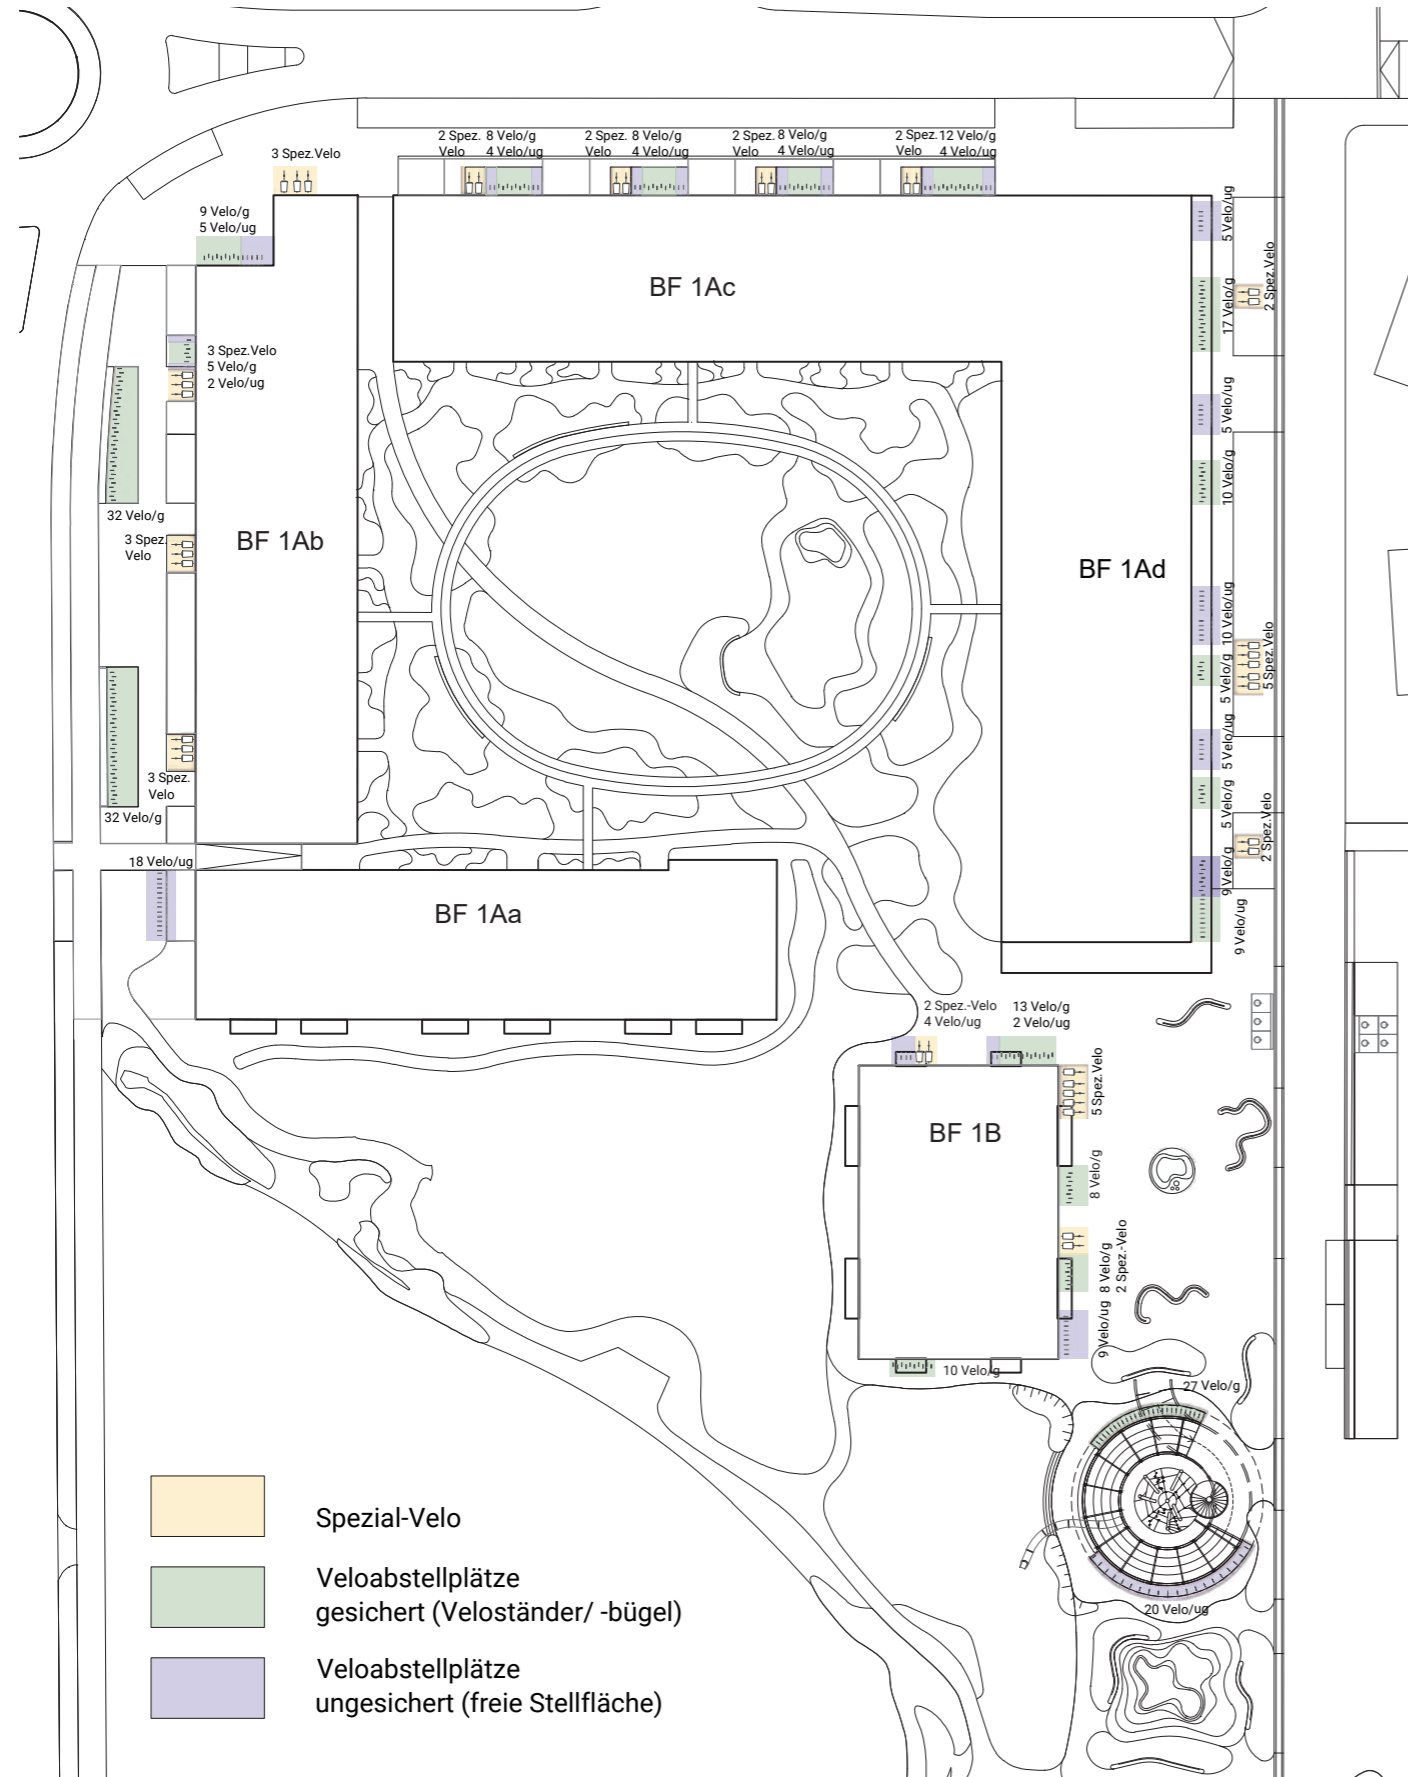 2 Spez. 8 Velo/g
Velo 4 Velo/ug
2 Spez. 8 Velo/g
Velo 4 Velo/ug
2 Spez. 8 Velo/g
Velo 4 Velo/ug
2 Spez. 12 Velo/g
Velo 4 Velo/ug
3 Spez.Velo
9 Velo/g
5 Velo/ug
BF 1Ac
5 Velo/ug
2 Spez.Velo
17 Velo/g
3 Spez.Velo
5 Velo/g
2 Velo/ug
5 Velo/ug
10 Velo/g
32 Velo/g
3 Spez.
Velo
BF 1Ab
BF 1Ad
10 Velo/ug
5 Spez.Velo
5 Velo/g
5 Velo/ug
3 Spez.
Velo
32 Velo/g
5 Velo/g
2 Spez.Velo
18 Velo/ug
9 Velo/g
9 Velo/ug
BF 1Aa
2 Spez.-Velo
4 Velo/ug
13 Velo/g
2 Velo/ug
5 Spez.Velo
BF 1B
8 Velo/g
8 Velo/g
2 Spez.-Velo
9 Velo/ug
10 Velo/g
27 Velo/g
20 Velo/ug
Spezial-Velo
Veloabstellplätze
gesichert (Veloständer/ -bügel)
Veloabstellplätze
ungesichert (freie Stellfläche)